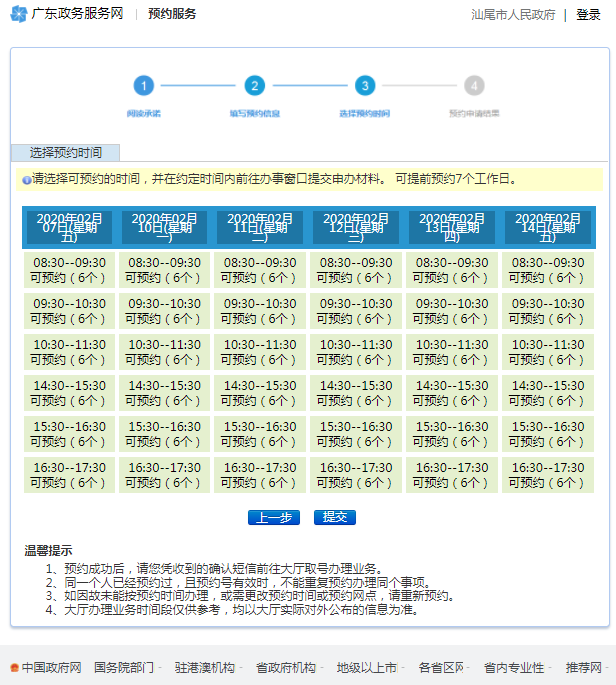 广东政务服务网 | 预约服务
汕尾市人民政府 | 登录
1 2 3 4
阅读承诺 填写预约信息 选择预约时间 预约申请结果
选择预约时间
请选择可预约的时间，并在约定时间内前往办事窗口提交申办材料。 可提前预约7个工作日。
2020年02月 2020年02月 2020年02月 2020年02月 2020年02月 2020年02月
07日(星期 10日(星期 11日(星期 12日(星期 13日(星期 14日(星期
五) 一) 二) 三) 四) 五)
08:30--09:30 08:30--09:30 08:30--09:30 08:30--09:30 08:30--09:30 08:30--09:30
可预约（6个） 可预约（6个） 可预约（6个） 可预约（6个） 可预约（6个） 可预约（6个）
09:30--10:30 09:30--10:30 09:30--10:30 09:30--10:30 09:30--10:30 09:30--10:30
可预约（6个） 可预约（6个） 可预约（6个） 可预约（6个） 可预约（6个） 可预约（6个）
10:30--11:30 10:30--11:30 10:30--11:30 10:30--11:30 10:30--11:30 10:30--11:30
可预约（6个） 可预约（6个） 可预约（6个） 可预约（6个） 可预约（6个） 可预约（6个）
14:30--15:30 14:30--15:30 14:30--15:30 14:30--15:30 14:30--15:30 14:30--15:30
可预约（6个） 可预约（6个） 可预约（6个） 可预约（6个） 可预约（6个） 可预约（6个）
15:30--16:30 15:30--16:30 15:30--16:30 15:30--16:30 15:30--16:30 15:30--16:30
可预约（6个） 可预约（6个） 可预约（6个） 可预约（6个） 可预约（6个） 可预约（6个）
16:30--17:30 16:30--17:30 16:30--17:30 16:30--17:30 16:30--17:30 16:30--17:30
可预约（6个） 可预约（6个） 可预约（6个） 可预约（6个） 可预约（6个） 可预约（6个）
上一步 提交
温馨提示
1、预约成功后，请您凭收到的确认短信前往大厅取号办理业务。
2、同一个人已经预约过，且预约号有效时，不能重复预约办理同个事项。
3、如因故未能按预约时间办理，或需更改预约时间或预约网点，请重新预约。
4、大厅办理业务时间段仅供参考，均以大厅实际对外公布的信息为准。
中国政府网 国务院部门 驻港澳机构 省政府机构 地级以上市 各省区网 省内专业性 推荐网